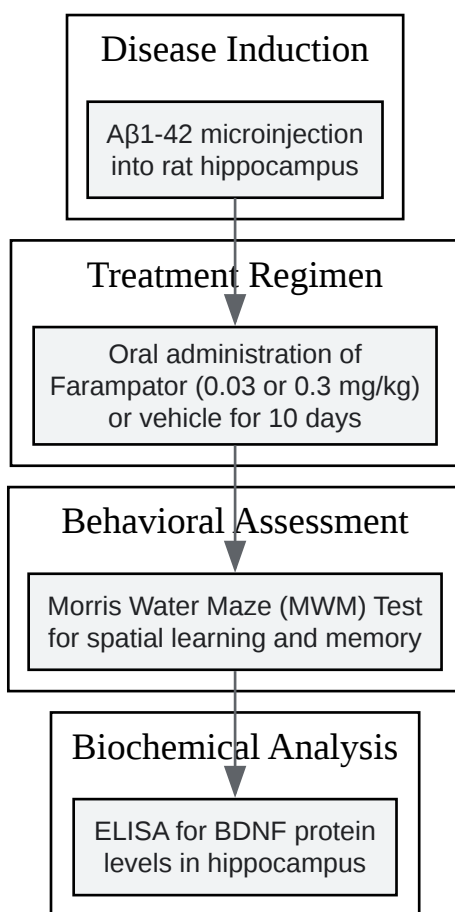 Disease Induction
Aβ1-42 microinjection
into rat hippocampus
Treatment Regimen
Oral administration of
Farampator (0.03 or 0.3 mg/kg)
or vehicle for 10 days
Behavioral Assessment
Morris Water Maze (MWM) Test
for spatial learning and memory
Biochemical Analysis
ELISA for BDNF protein
levels in hippocampus